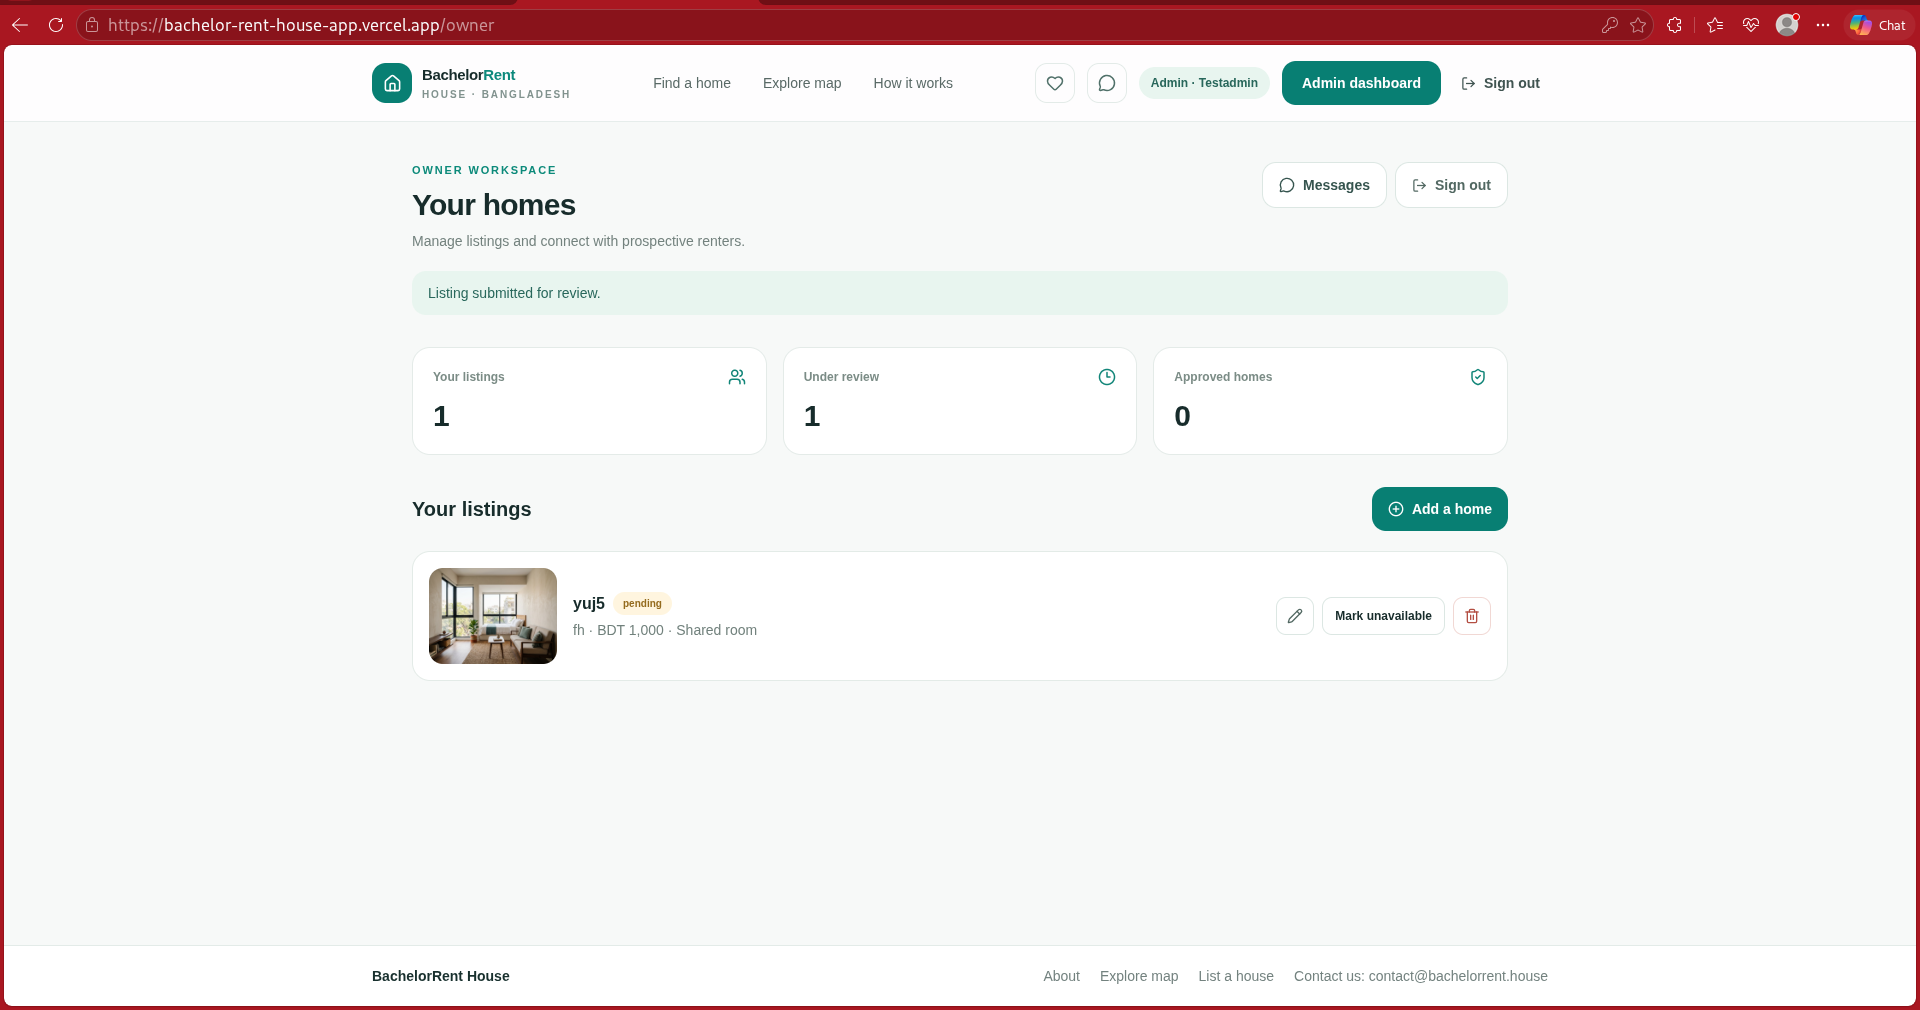 https://bachelor-rent-house-app.vercel.app/owner
Chat
BachelorRent
HOUSE · BANGLADESH
Find a home
Explore map
How it works
Admin · Testadmin
Admin dashboard
Sign out
OWNER WORKSPACE
Your homes
Manage listings and connect with prospective renters.
Messages
Sign out
Listing submitted for review.
Your listings
1
Under review
1
Approved homes
0
Your listings
Add a home
yuj5 pending
fh · BDT 1,000 · Shared room
Mark unavailable
BachelorRent House
About
Explore map
List a house
Contact us: contact@bachelorrent.house